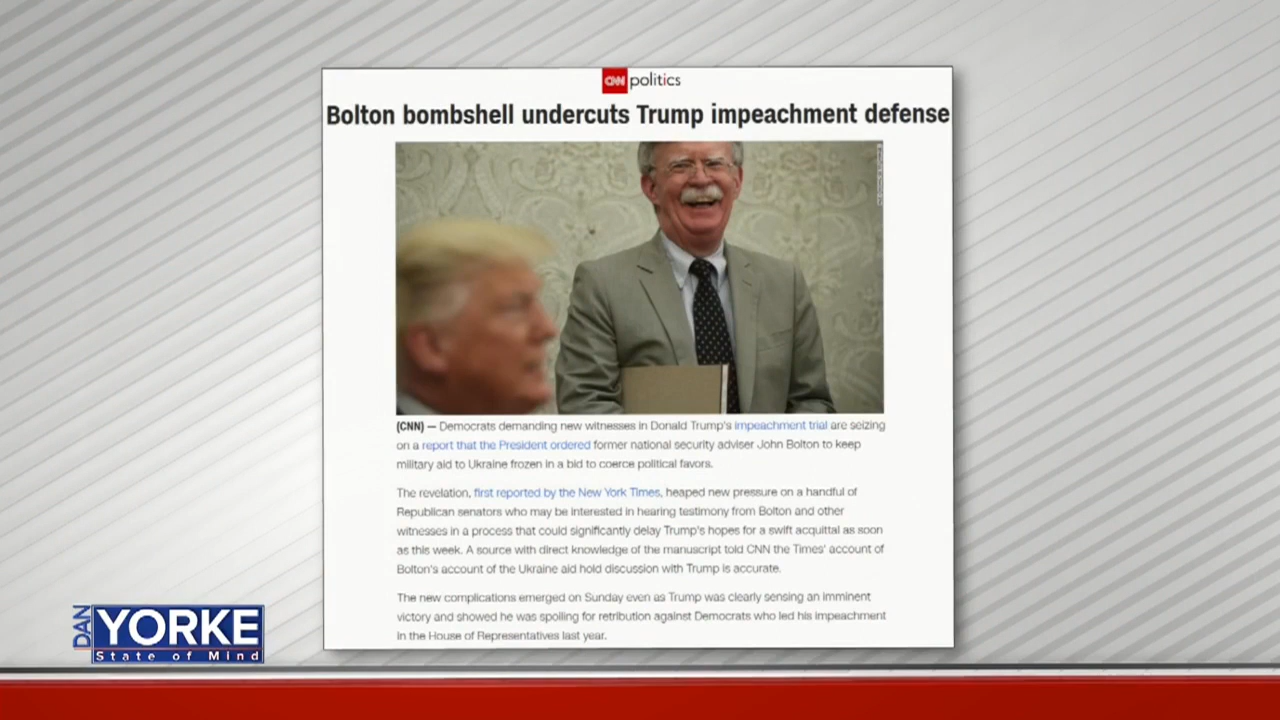 CNN politics
Bolton bombshell undercuts Trump impeachment defense
(CNN) — Democrats demanding new witnesses in Donald Trump's impeachment trial are seizing
on a report that the President ordered former national security adviser John Bolton to keep
military aid to Ukraine frozen in a bid to coerce political favors.
The revelation, first reported by the New York Times, heaped new pressure on a handful of
Republican senators who may be interested in hearing testimony from Bolton and other
witnesses in a process that could significantly delay Trump's hopes for a swift acquittal as soon
as this week. A source with direct knowledge of the manuscript told CNN the Times' account of
Bolton's account of the Ukraine aid hold discussion with Trump is accurate.
The new complications emerged on Sunday even as Trump was clearly sensing an imminent
victory and showed he was spoiling for retribution against Democrats who led his impeachment
in the House of Representatives last year.
DAN
YORKE
State of Mind